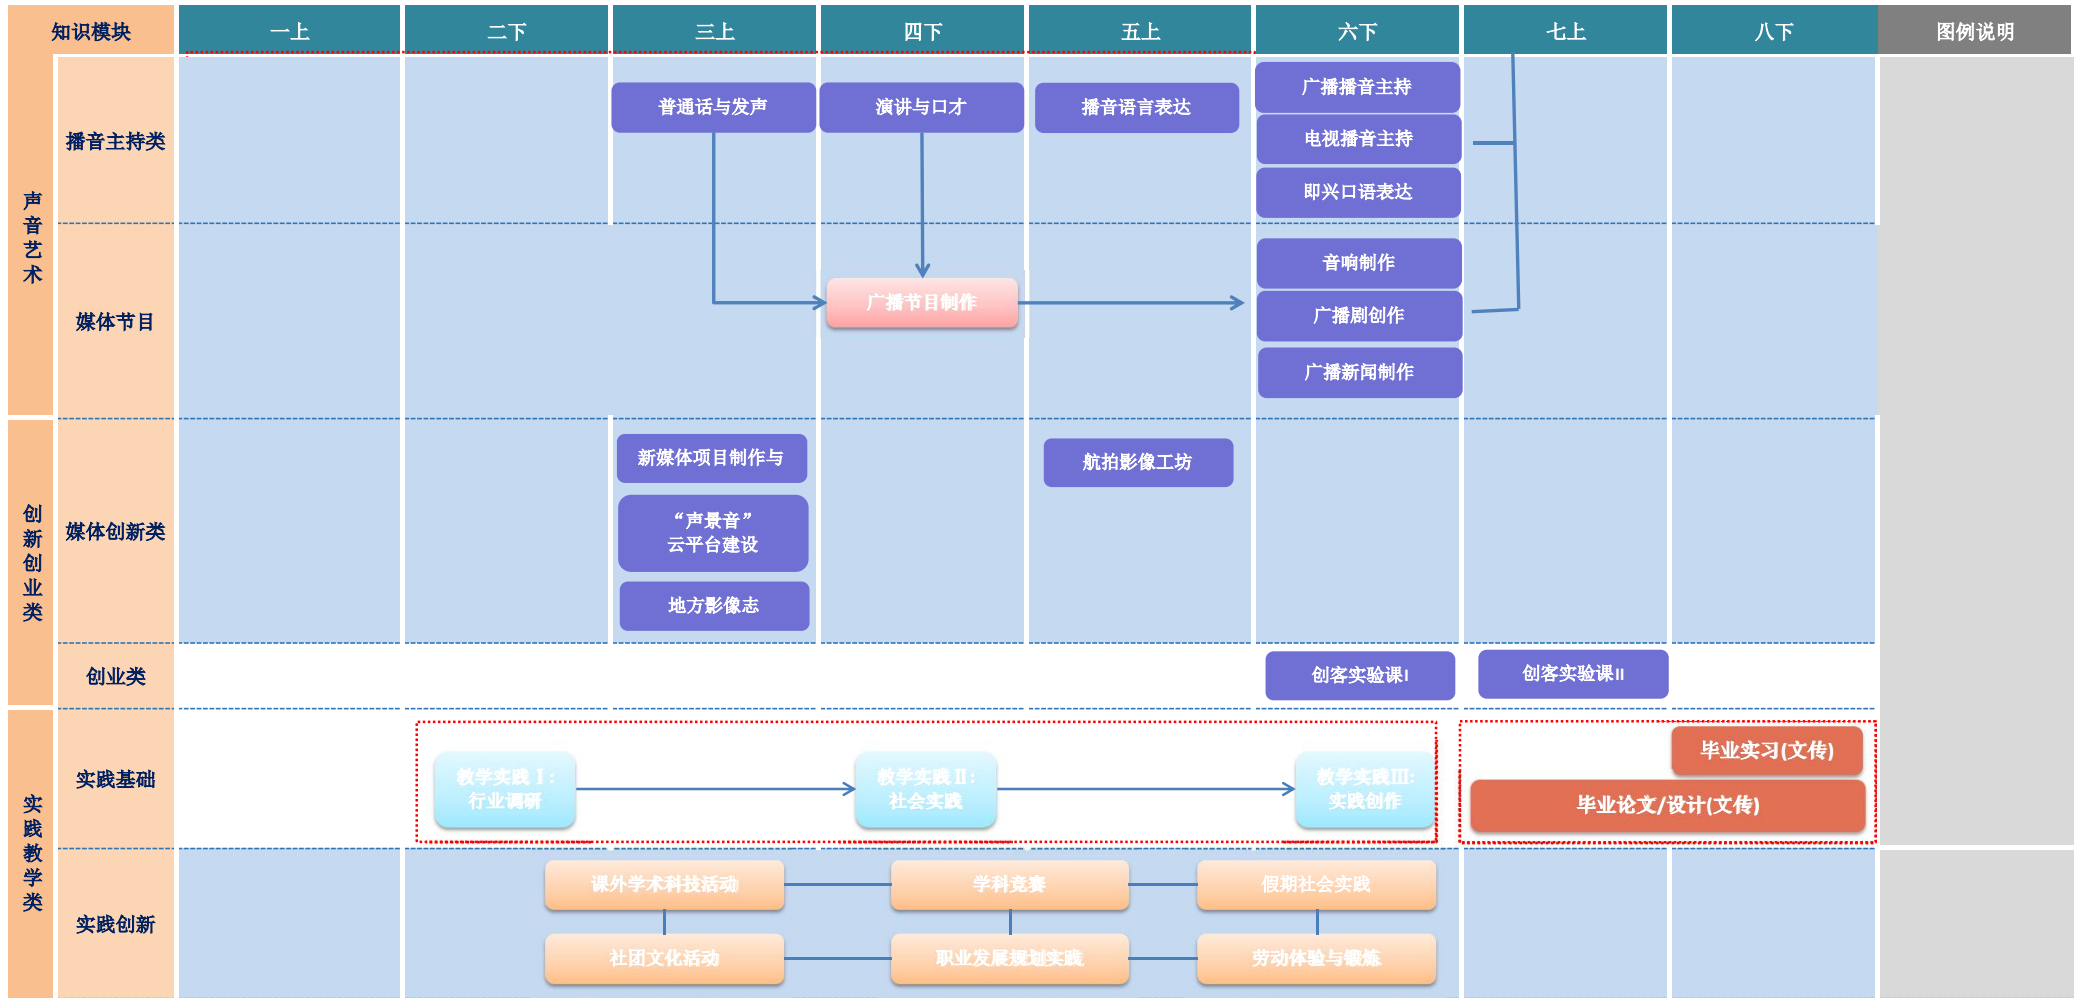 知识模块
一上
二下
三上
四下
五上
六下
七上
八下
图例说明
声音艺术
播音主持类
普通话与发声
演讲与口才
播音语言表达
广播播音主持
电视播音主持
即兴口语表达
媒体节目
广播节目制作
音响制作
广播剧创作
广播新闻制作
创新创业类
媒体创新类
新媒体项目制作与
“声景音”
云平台建设
地方影像志
航拍影像工坊
创业类
创客实验课I
创客实验课II
实践教学类
实践基础
教学实践Ⅰ:
行业调研
教学实践Ⅱ:
社会实践
教学实践Ⅲ:
实践创作
毕业实习(文传)
毕业论文/设计(文传)
实践创新
课外学术科技活动
学科竞赛
假期社会实践
社团文化活动
职业发展规划实践
劳动体验与锻炼